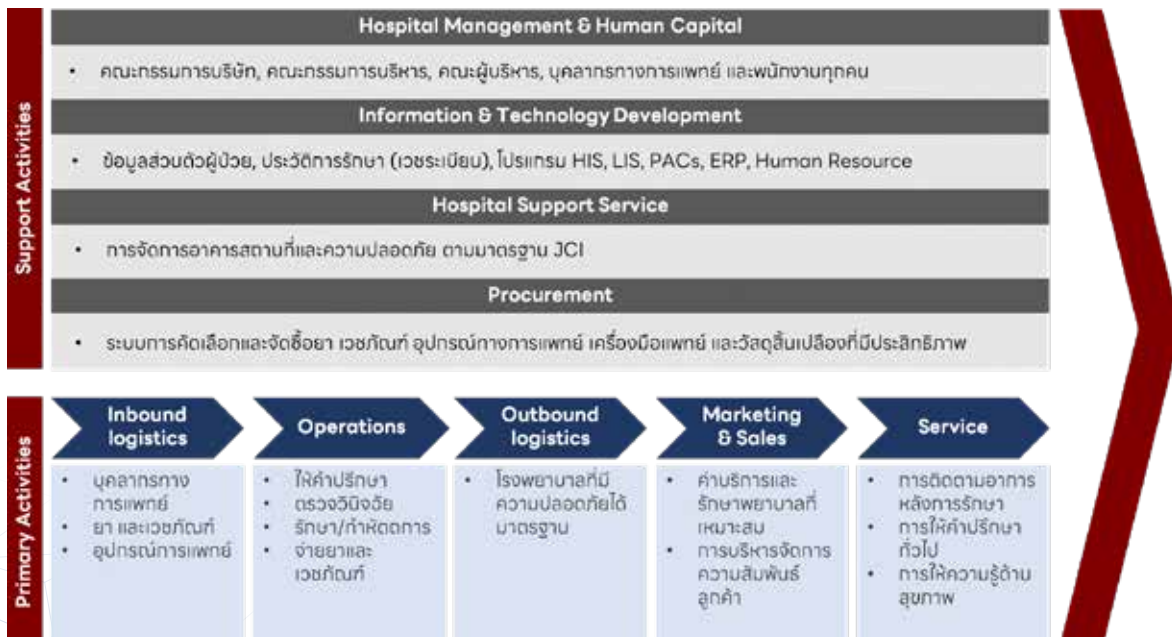 Support Activities
Hospital Management & Human Capital
• คณะกรรมการบริษัท, คณะกรรมการบริหาร, คณะผู้บริหาร, บุคลากรทางการแพทย์ และพนักงานทุกคน
Information & Technology Development
• ข้อมูลส่วนตัวผู้ป่วย, ประวัติการรักษา (เวชระเบียน), โปรแกรม HIS, LIS, PACs, ERP, Human Resource
Hospital Support Service
• การจัดการอาคารสถานที่และความปลอดภัย ตามมาตรฐาน JCI
Procurement
• ระบบการคัดเลือกและจัดซื้อยา เวชภัณฑ์ อุปกรณ์ทางการแพทย์ เครื่องมือแพทย์ และวัสดุสิ้นเปลืองที่มีประสิทธิภาพ
Primary Activities
Inbound
logistics
• บุคลากรทาง
การแพทย์
• ยา และเวชภัณฑ์
• อุปกรณ์การแพทย์
Operations
• ให้คำปรึกษา
• ตรวจวินิจฉัย
• รักษา/ทำหัตถการ
• จ่ายยาและ
เวชภัณฑ์
Outbound
logistics
• โรงพยาบาลที่มี
ความปลอดภัยได้
มาตรฐาน
Marketing
& Sales
• ค่าบริการและ
รักษาพยาบาลที่
เหมาะสม
• การบริหารจัดการ
ความสัมพันธ์
ลูกค้า
Service
• การติดตามอาการ
หลังการรักษา
• การให้คำปรึกษา
ทั่วไป
• การให้ความรู้ด้าน
สุขภาพ